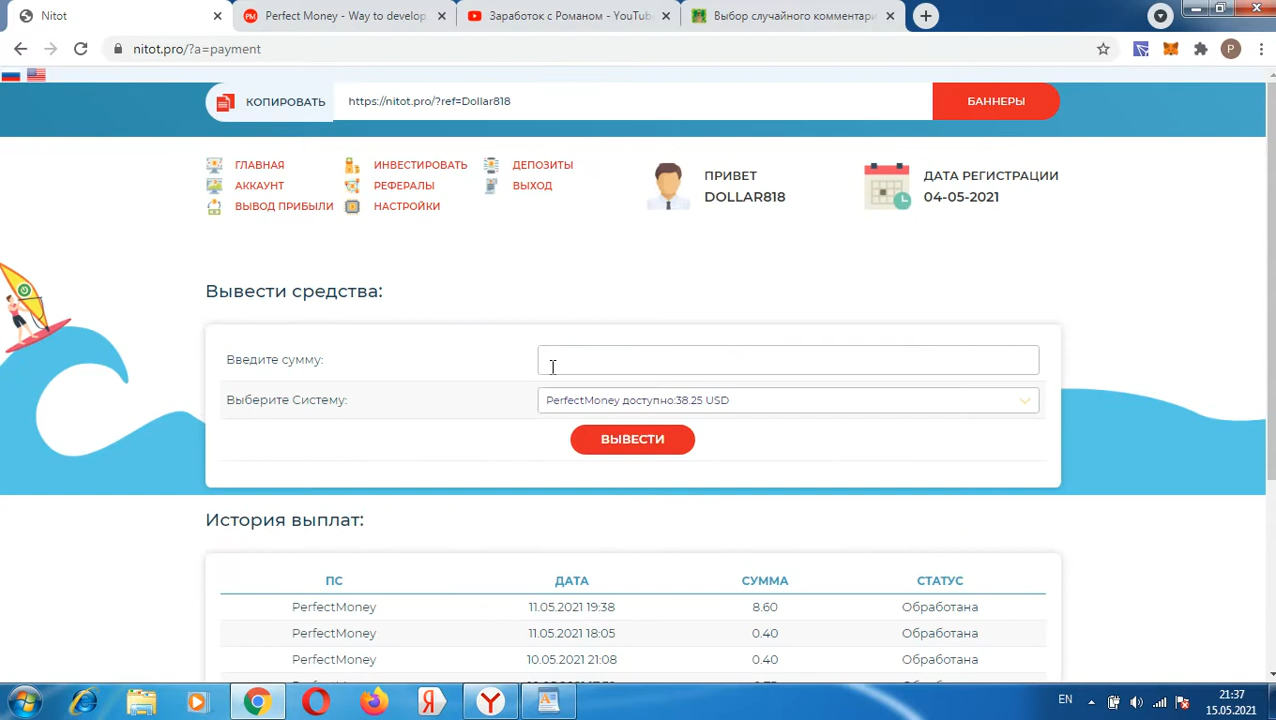 Nitot
Perfect Money - Way to develop
Заработок с Романом - YouTube
Выбор случайного комментари
nitot.pro/?a=payment
P
КОПИРОВАТЬ
https://nitot.pro/?ref=Dollar818
БАННЕРЫ
ГЛАВНАЯ
ИНВЕСТИРОВАТЬ
ДЕПОЗИТЫ
АККАУНТ
РЕФЕРАЛЫ
ВЫХОД
ВЫВОД ПРИБЫЛИ
НАСТРОЙКИ
ПРИВЕТ
DOLLAR818
ДАТА РЕГИСТРАЦИИ
04-05-2021
Вывести средства:
Введите сумму:
Выберите Систему:
PerfectMoney доступно:38.25 USD
ВЫВЕСТИ
История выплат:
ПС ДАТА СУММА СТАТУС
PerfectMoney 11.05.2021 19:38 8.60 Обработана
PerfectMoney 11.05.2021 18:05 0.40 Обработана
PerfectMoney 10.05.2021 21:08 0.40 Обработана
EN
21:37
15.05.2021